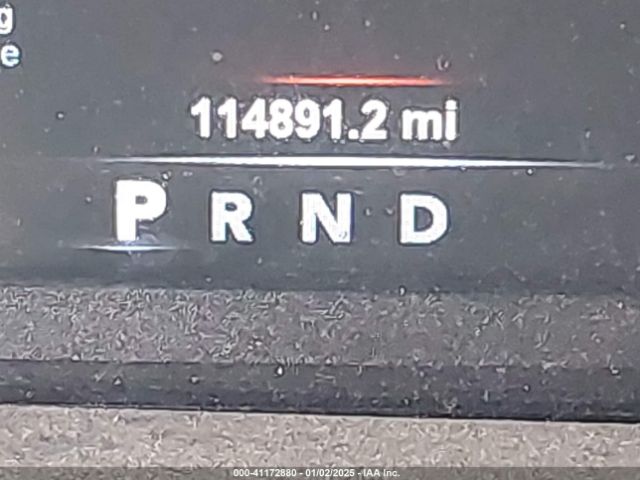 g
e
114891.2 mi
P R N D
000-41172880 - 01/02/2025 - IAA Inc.